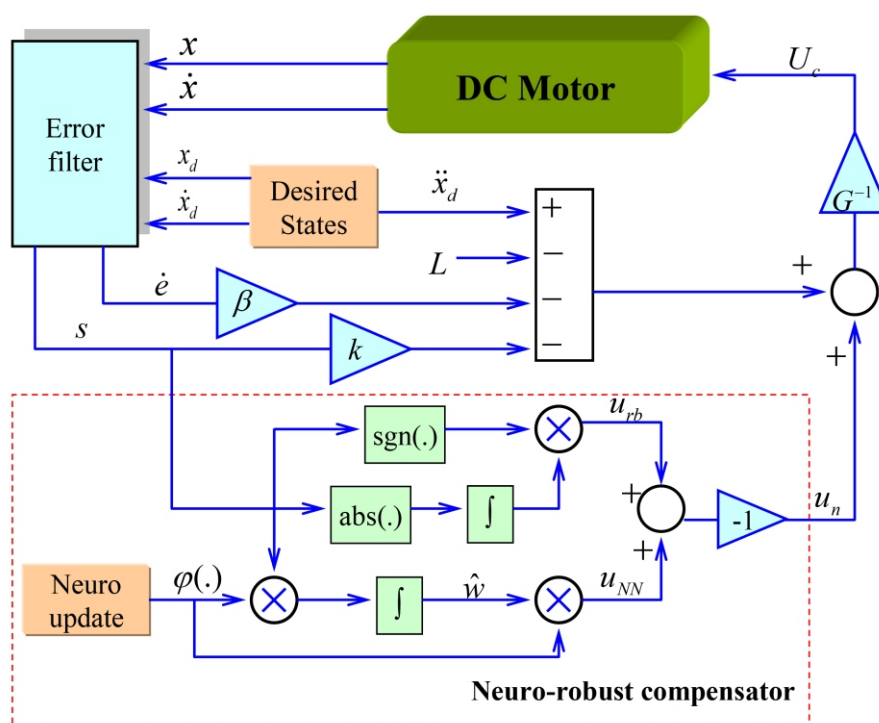 x
ẋ
DC Motor
U_c
Error
filter
x_d
ẋ_d
Desired
States
ẍ_d
+
L
−
−
−
G⁻¹
+
+
ė
β
s
k
sgn(.)
u_rb
abs(.)
∫
+
+
-1
u_n
Neuro
update
φ(.)
∫
ŵ
u_NN
Neuro-robust compensator